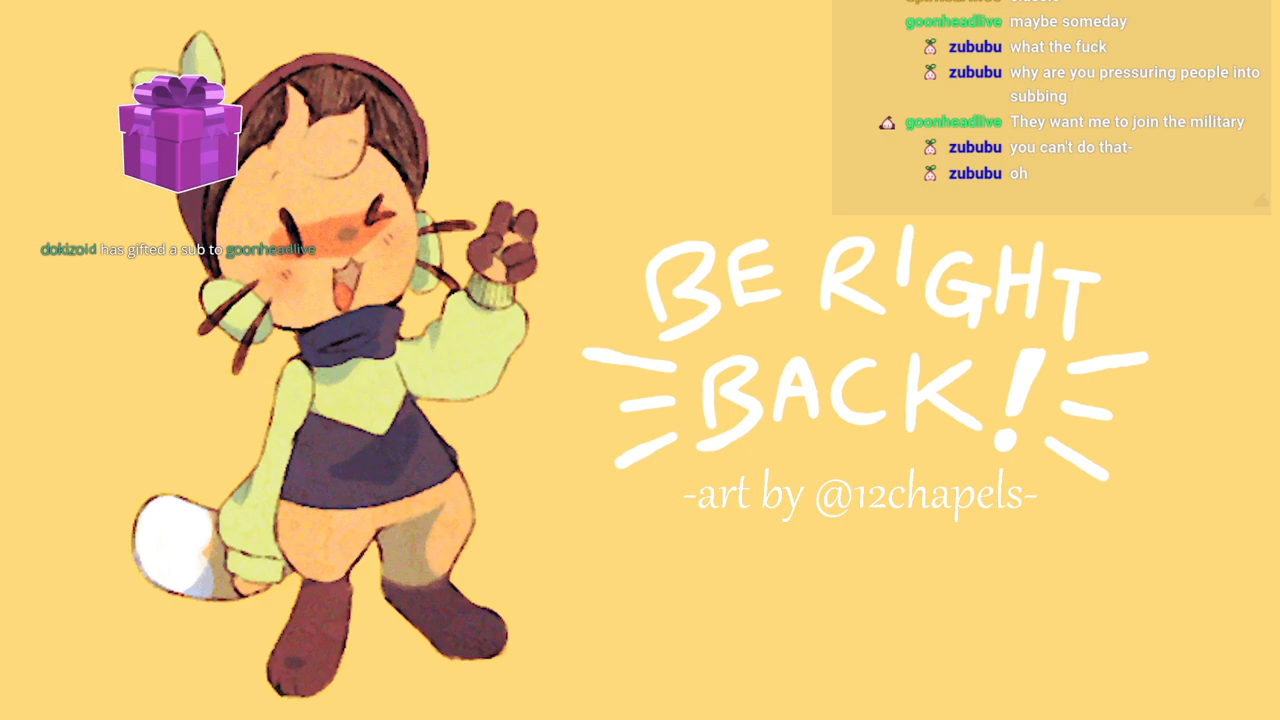 goonheadlive maybe someday
zububu what the fuck
zububu why are you pressuring people into
subbing
goonheadlive They want me to join the military
zububu you can't do that-
zububu oh
dokizoid has gifted a sub to goonheadlive
BE RIGHT
BACK!
-art by @12chapels-